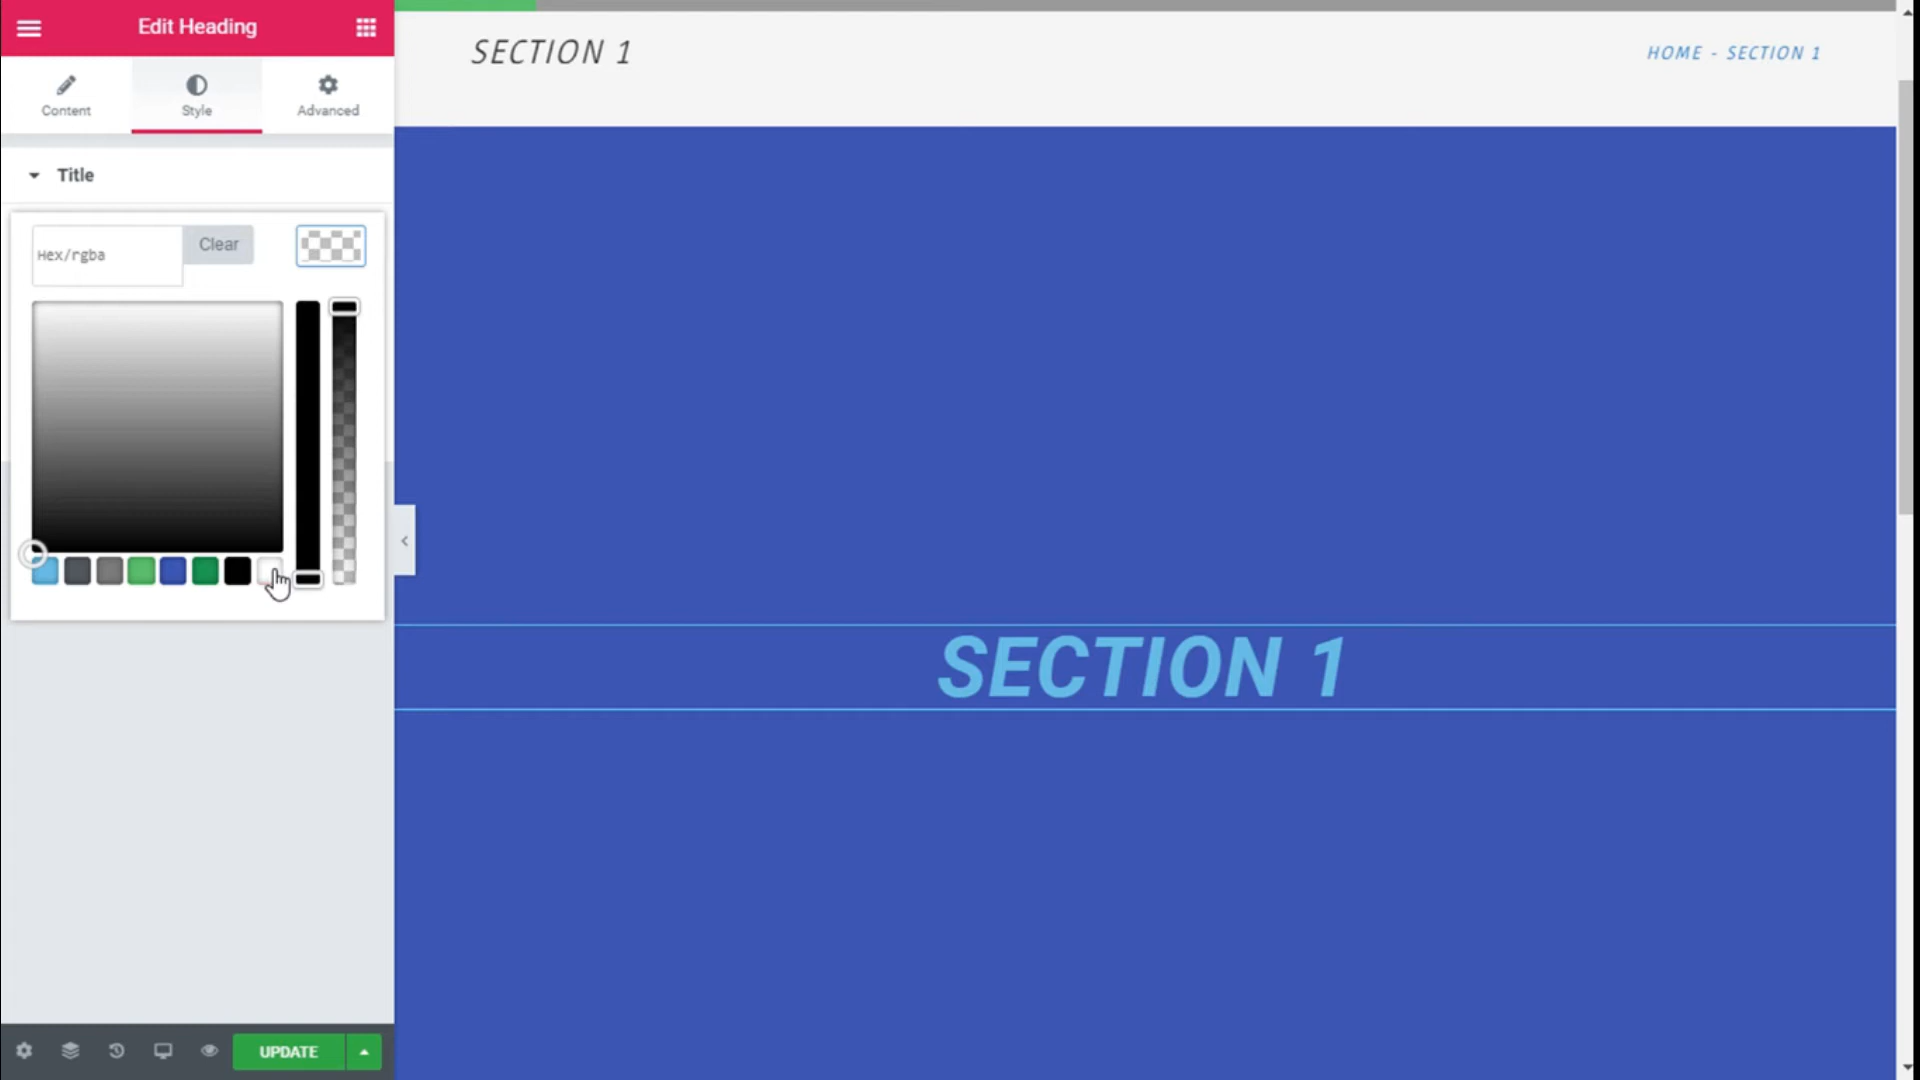 Edit Heading
Content
Style
Advanced
Title
Hex/rgba
Clear
UPDATE
SECTION 1
HOME - SECTION 1
SECTION 1